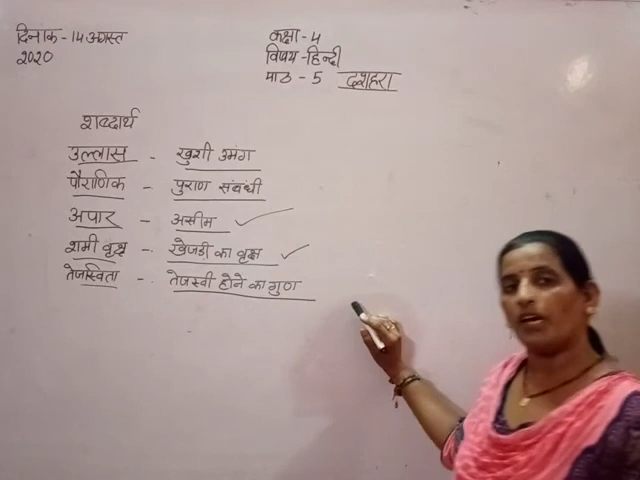 दिनांक - 14 अगस्त
2020
कक्षा - 4
विषय - हिन्दी
पाठ - 5 दशहरा
शब्दार्थ
उल्लास - खुशी उमंग
पौराणिक - पुराण संबंधी
अपार - असीम
शमी वृक्ष - खेजडी का वृक्ष
तेजस्विता - तेजस्वी होने का गुण